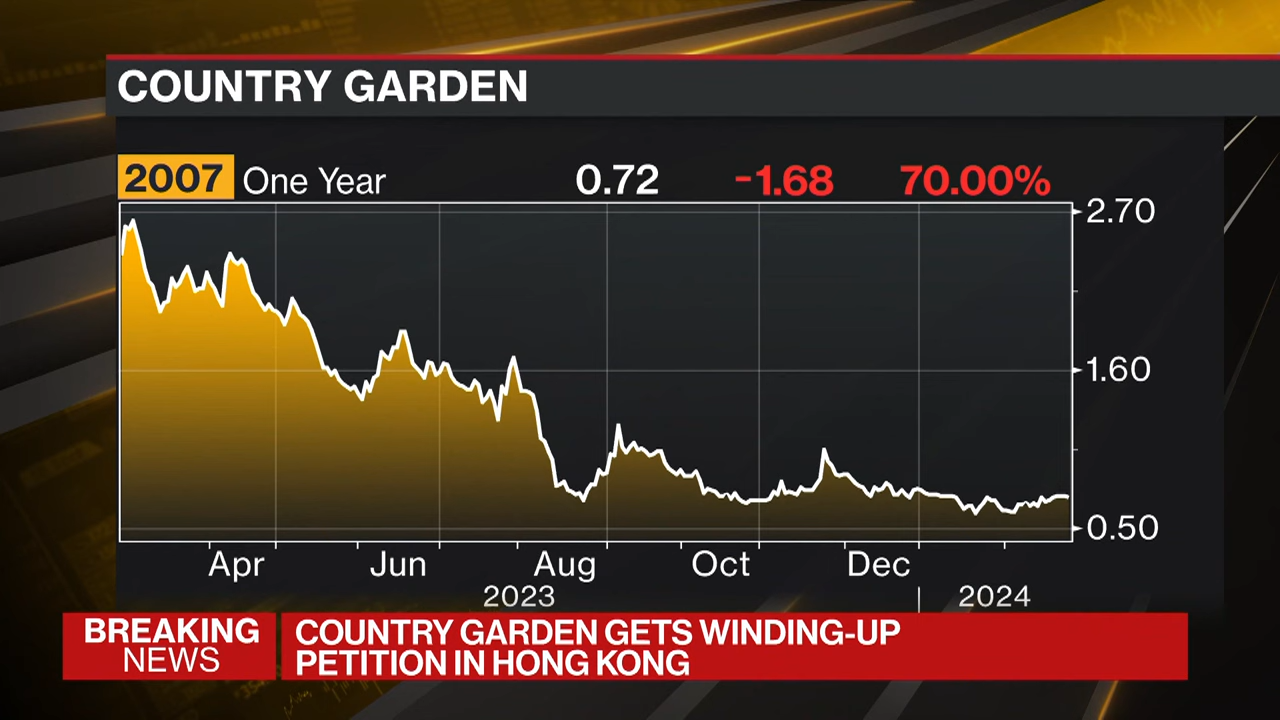 COUNTRY GARDEN
2007 One Year 0.72 -1.68 70.00%
2.70
1.60
0.50
Apr Jun Aug Oct Dec
2023 2024
BREAKING NEWS
COUNTRY GARDEN GETS WINDING-UP
PETITION IN HONG KONG